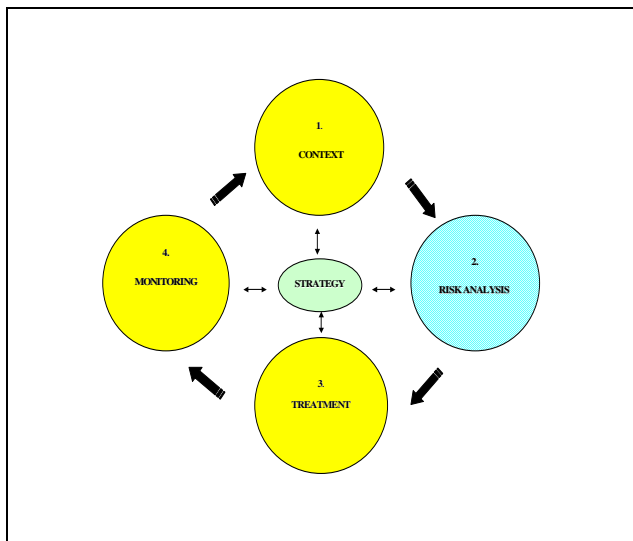 1.
CONTEXT
2.
RISK ANALYSIS
3.
TREATMENT
4.
MONITORING
STRATEGY